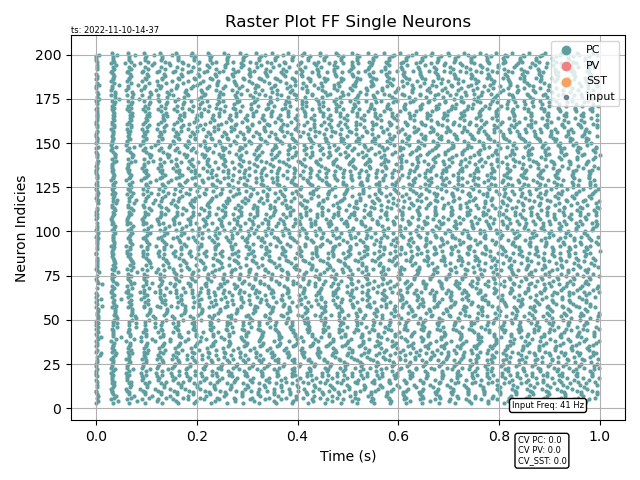 Raster Plot FF Single Neurons
ts: 2022-11-10-14-37
PC
PV
SST
input
Neuron Indicies
200
175
150
125
100
75
50
25
0
Input Freq: 41 Hz
0.0 0.2 0.4 0.6 0.8 1.0
Time (s)
CV PC: 0.0
CV PV: 0.0
CV_SST: 0.0